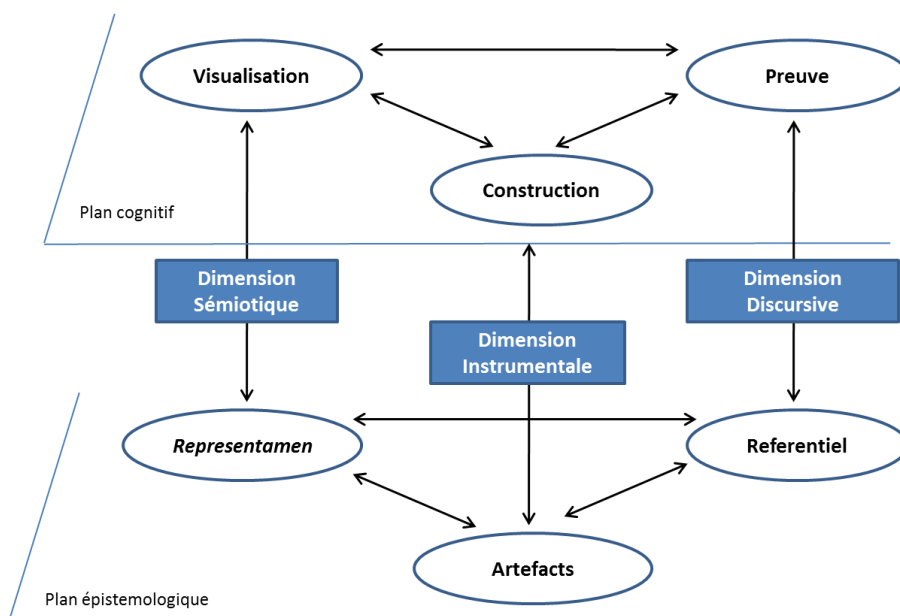 Visualisation
Preuve
Construction
Plan cognitif
Dimension
Sémiotique
Dimension
Discursive
Dimension
Instrumentale
Representamen
Referentiel
Artefacts
Plan épistemologique